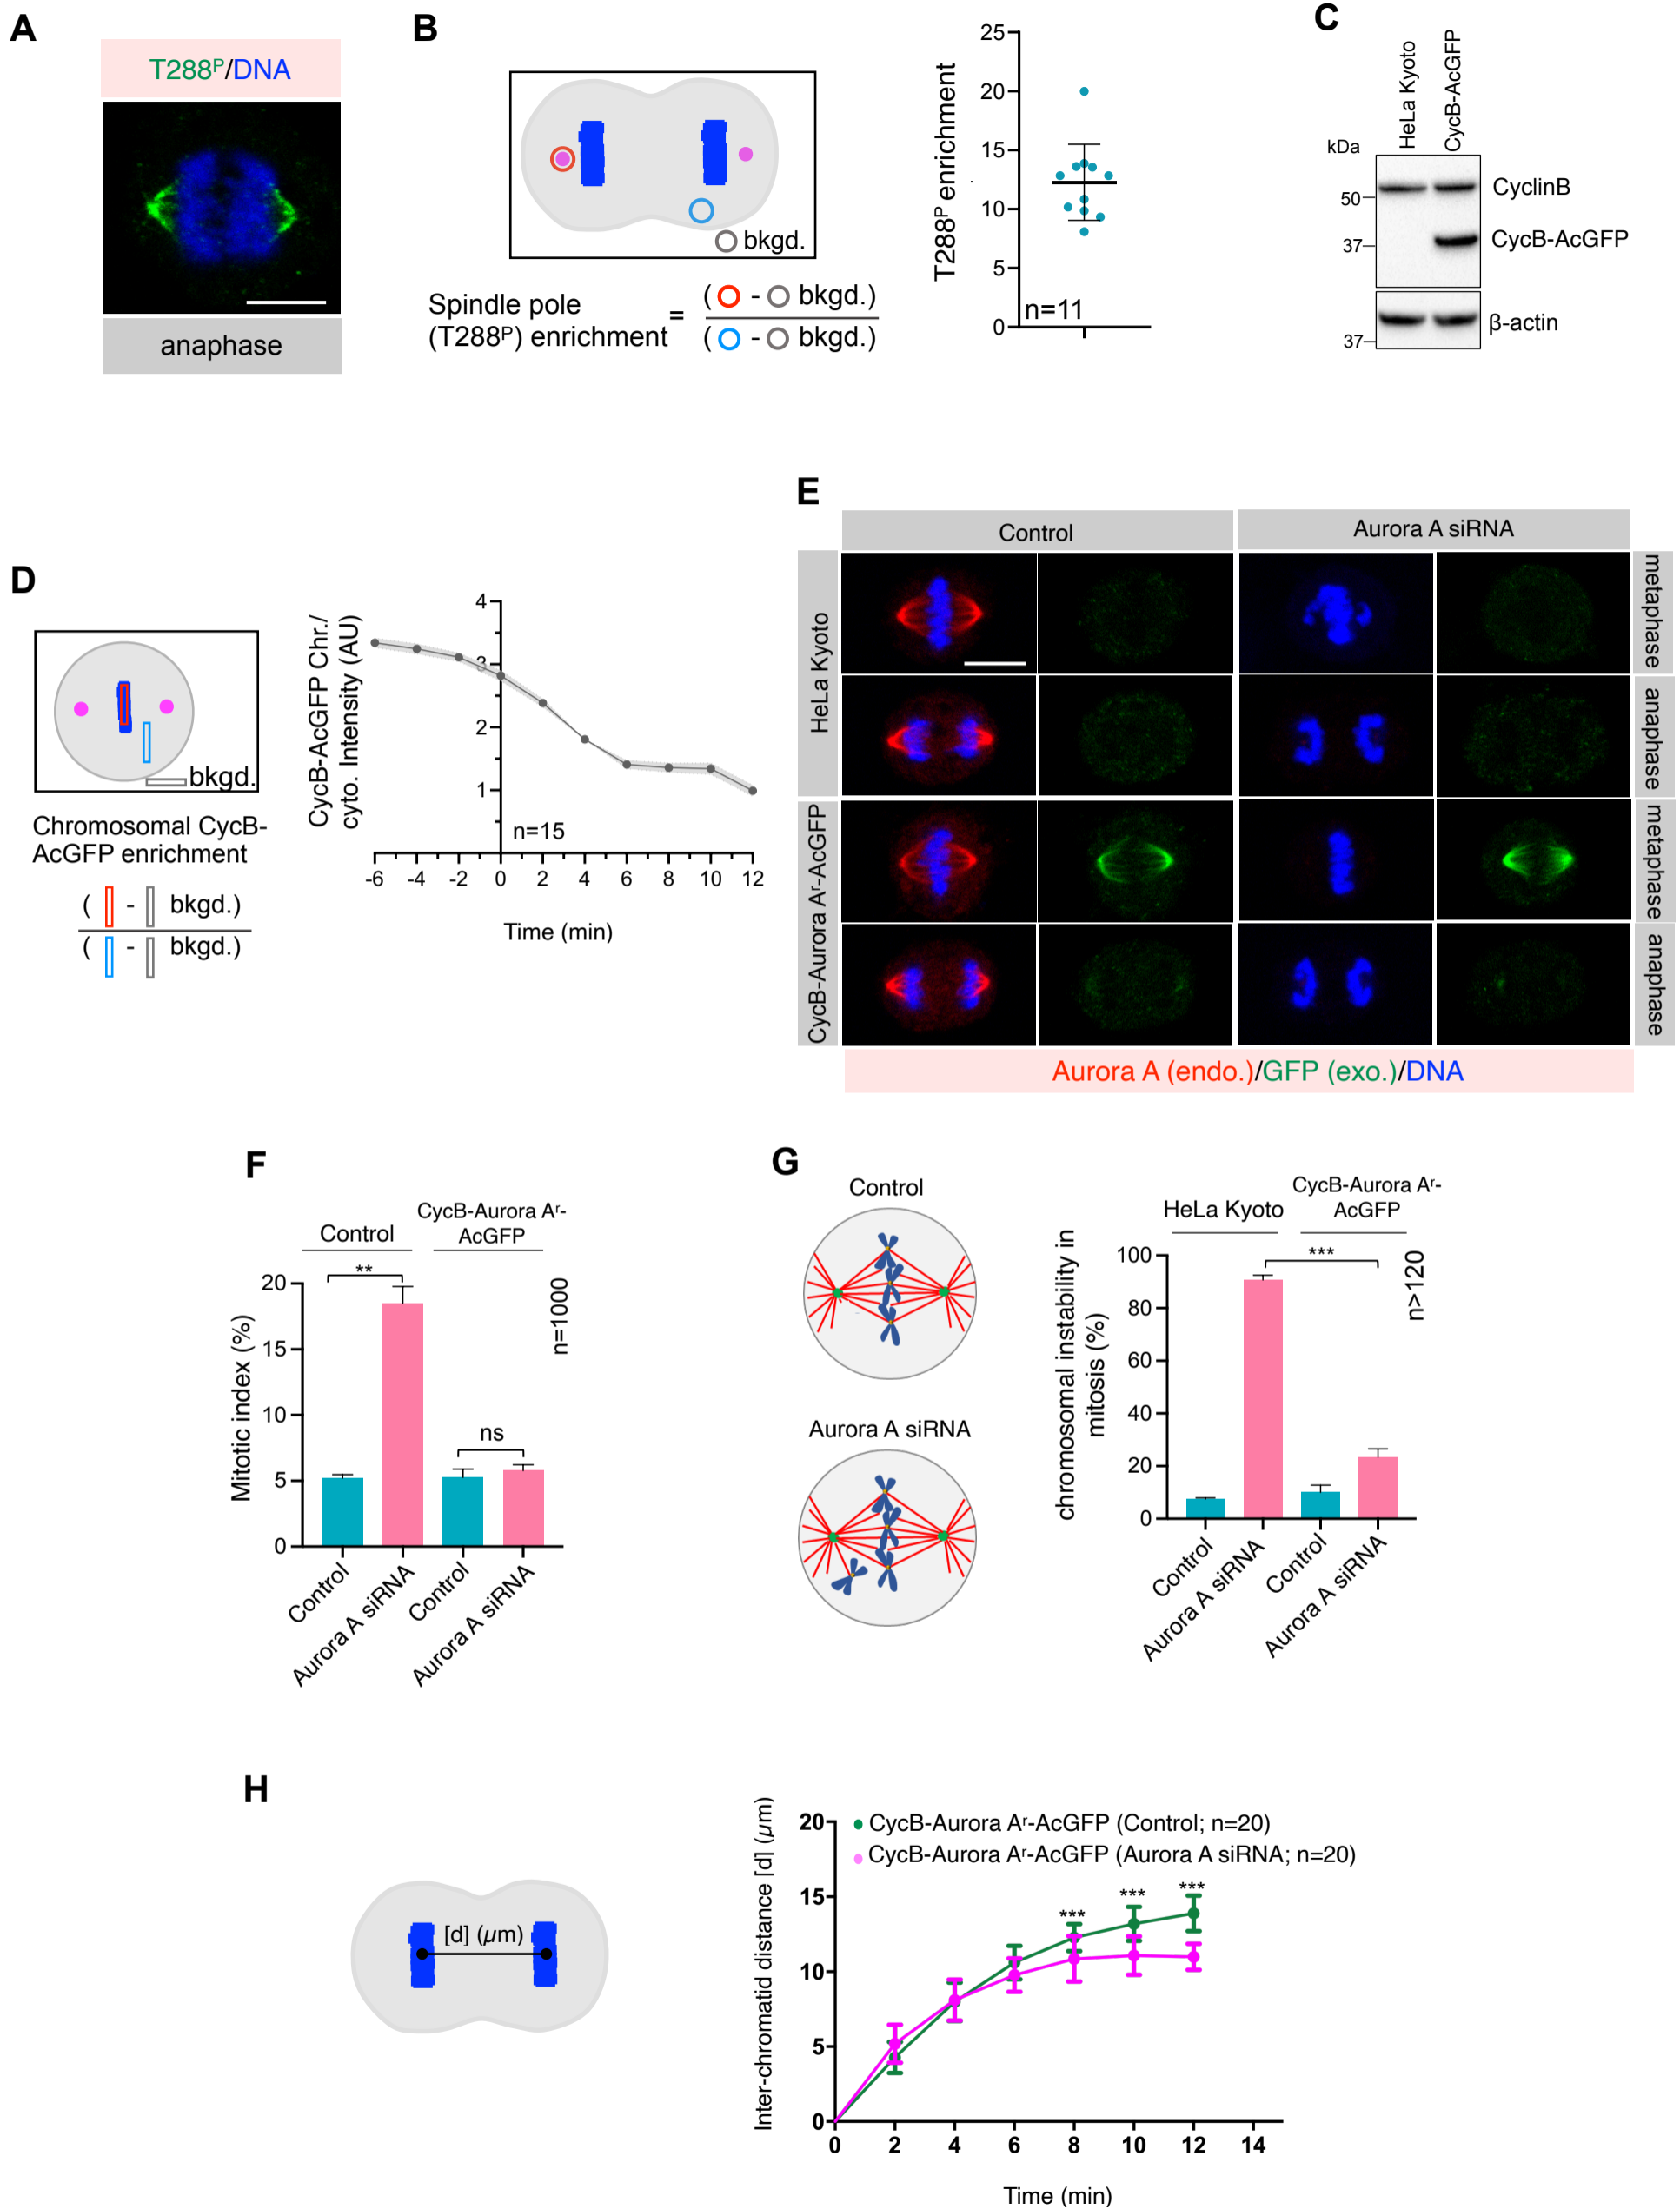 A
T288ᴾ/DNA
anaphase
B
bkgd.
Spindle pole
(T288ᴾ) enrichment
=
( - bkgd.)
( - bkgd.)
T288ᴾ enrichment
25
20
15
10
5
0
n=11
C
HeLa Kyoto
CycB-AcGFP
kDa
50
37
37
CyclinB
CycB-AcGFP
β-actin
D
bkgd.
Chromosomal CycB-
AcGFP enrichment
( - bkgd.)
( - bkgd.)
CycB-AcGFP Chr./
cyto. Intensity (AU)
4
3
2
1
n=15
-6 -4 -2 0 2 4 6 8 10 12
Time (min)
E
Control
Aurora A siRNA
HeLa Kyoto
CycB-Aurora Aʳ-AcGFP
metaphase
anaphase
metaphase
anaphase
Aurora A (endo.)/GFP (exo.)/DNA
F
Control
CycB-Aurora Aʳ-
AcGFP
**
ns
n=1000
Mitotic index (%)
20
15
10
5
0
Control
Aurora A siRNA
Control
Aurora A siRNA
G
Control
Aurora A siRNA
HeLa Kyoto
CycB-Aurora Aʳ-
AcGFP
***
n>120
chromosomal instability in
mitosis (%)
100
80
60
40
20
0
Control
Aurora A siRNA
Control
Aurora A siRNA
H
[d] (µm)
Inter-chromatid distance [d] (µm)
20
15
10
5
0
CycB-Aurora Aʳ-AcGFP (Control; n=20)
CycB-Aurora Aʳ-AcGFP (Aurora A siRNA; n=20)
*** *** ***
0 2 4 6 8 10 12 14
Time (min)